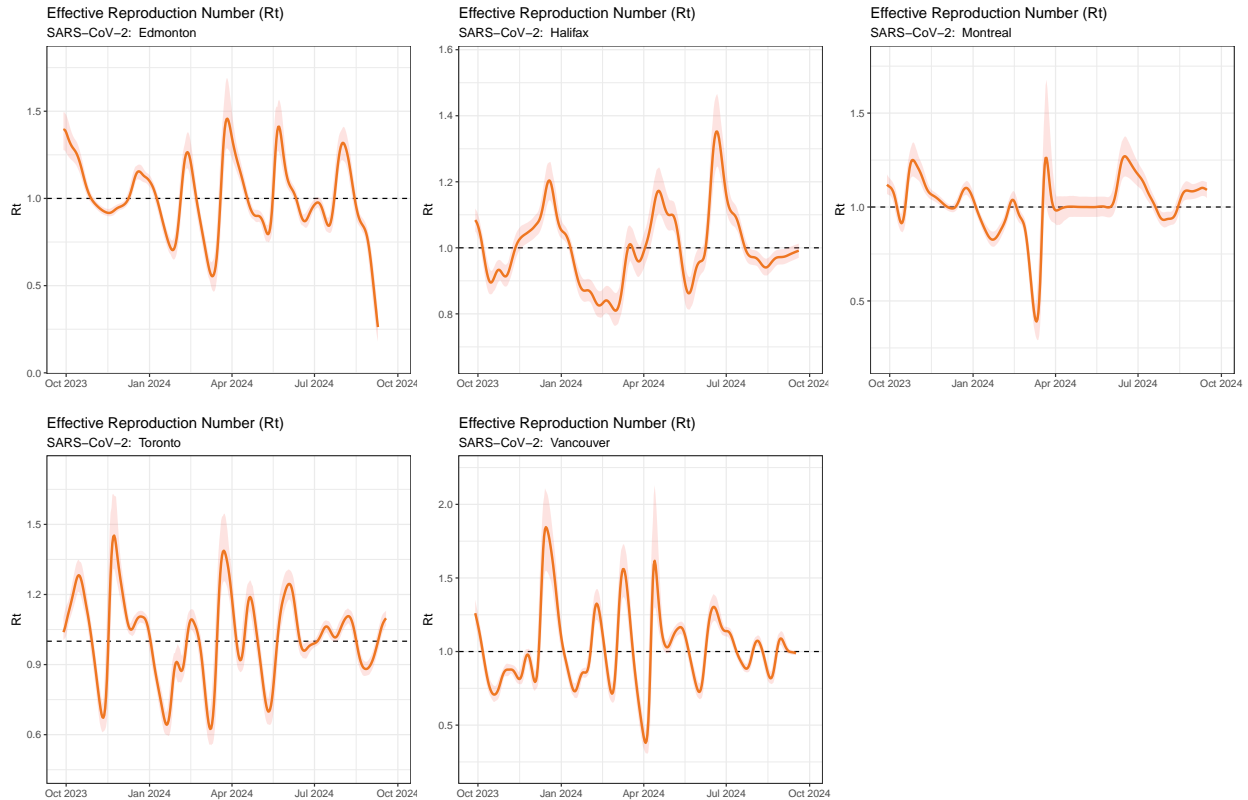 Effective Reproduction Number (Rt)
SARS−CoV−2: Edmonton
Rt
1.5
1.0
0.5
0.0
Oct 2023
Jan 2024
Apr 2024
Jul 2024
Oct 2024
Effective Reproduction Number (Rt)
SARS−CoV−2: Halifax
Rt
1.6
1.4
1.2
1.0
0.8
Oct 2023
Jan 2024
Apr 2024
Jul 2024
Oct 2024
Effective Reproduction Number (Rt)
SARS−CoV−2: Montreal
Rt
1.5
1.0
0.5
Oct 2023
Jan 2024
Apr 2024
Jul 2024
Oct 2024
Effective Reproduction Number (Rt)
SARS−CoV−2: Toronto
Rt
1.5
1.2
0.9
0.6
Oct 2023
Jan 2024
Apr 2024
Jul 2024
Oct 2024
Effective Reproduction Number (Rt)
SARS−CoV−2: Vancouver
Rt
2.0
1.5
1.0
0.5
Oct 2023
Jan 2024
Apr 2024
Jul 2024
Oct 2024